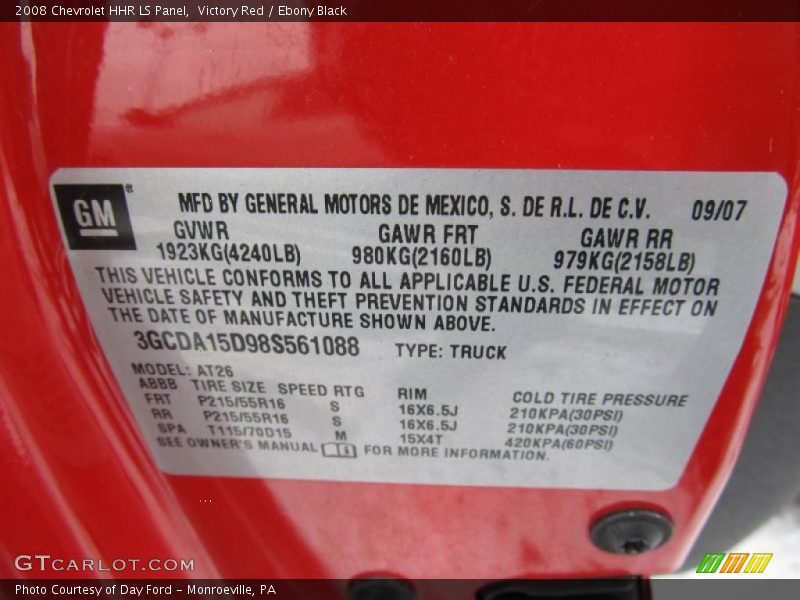 2008 Chevrolet HHR LS Panel,  Victory Red / Ebony Black
GM®
MFD BY GENERAL MOTORS DE MEXICO, S. DE R.L. DE C.V. 09/07
GVWR GAWR FRT GAWR RR
1923KG(4240LB) 980KG(2160LB) 979KG(2158LB)
THIS VEHICLE CONFORMS TO ALL APPLICABLE U.S. FEDERAL MOTOR
VEHICLE SAFETY AND THEFT PREVENTION STANDARDS IN EFFECT ON
THE DATE OF MANUFACTURE SHOWN ABOVE.
3GCDA15D98S561088 TYPE: TRUCK
MODEL: AT26
ABBB TIRE SIZE SPEED RTG RIM COLD TIRE PRESSURE
FRT P215/55R16 S 16X6.5J 210KPA(30PSI)
RR P215/55R16 S 16X6.5J 210KPA(30PSI)
SPA T115/70D15 M 15X4T 420KPA(60PSI)
SEE OWNER'S MANUAL FOR MORE INFORMATION.
GTCARLOT.COM
Photo Courtesy of Day Ford - Monroeville, PA